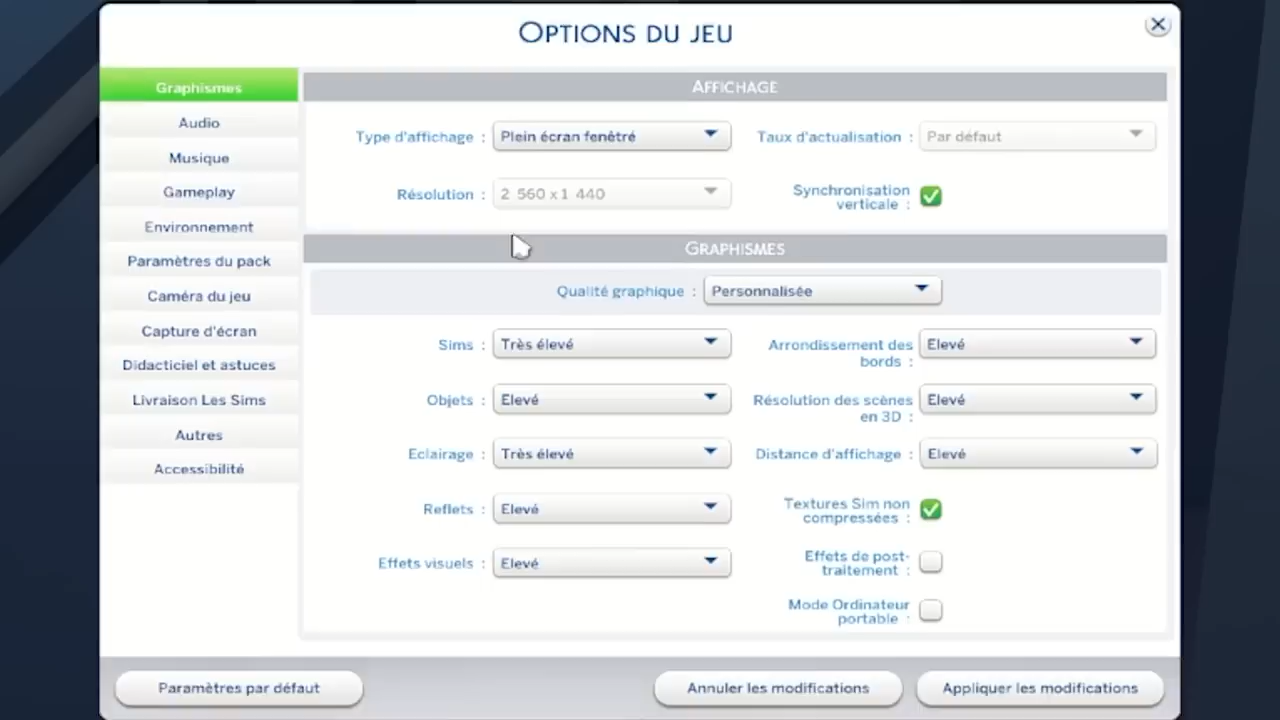 OPTIONS DU JEU
Graphismes
Audio
Musique
Gameplay
Environnement
Paramètres du pack
Caméra du jeu
Capture d'écran
Didacticiel et astuces
Livraison Les Sims
Autres
Accessibilité
AFFICHAGE
Type d'affichage : Plein écran fenêtré
Taux d'actualisation : Par défaut
Résolution : 2 560 x 1 440
Synchronisation
verticale :
GRAPHISMES
Qualité graphique : Personnalisée
Sims : Très élevé
Arrondissement des
bords : Elevé
Objets : Elevé
Résolution des scènes
en 3D : Elevé
Eclairage : Très élevé
Distance d'affichage : Elevé
Reflets : Elevé
Textures Sim non
compressées :
Effets visuels : Elevé
Effets de post-
traitement :
Mode Ordinateur
portable :
Paramètres par défaut
Annuler les modifications
Appliquer les modifications